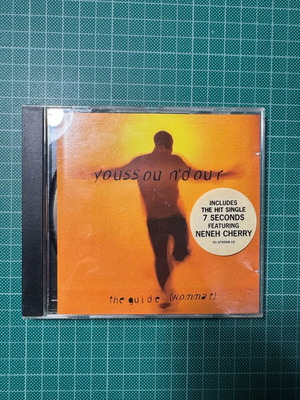 youssou n'dour
INCLUDES
THE HIT SINGLE
7 SECONDS
FEATURING
NENEH CHERRY
the guide (wommat)